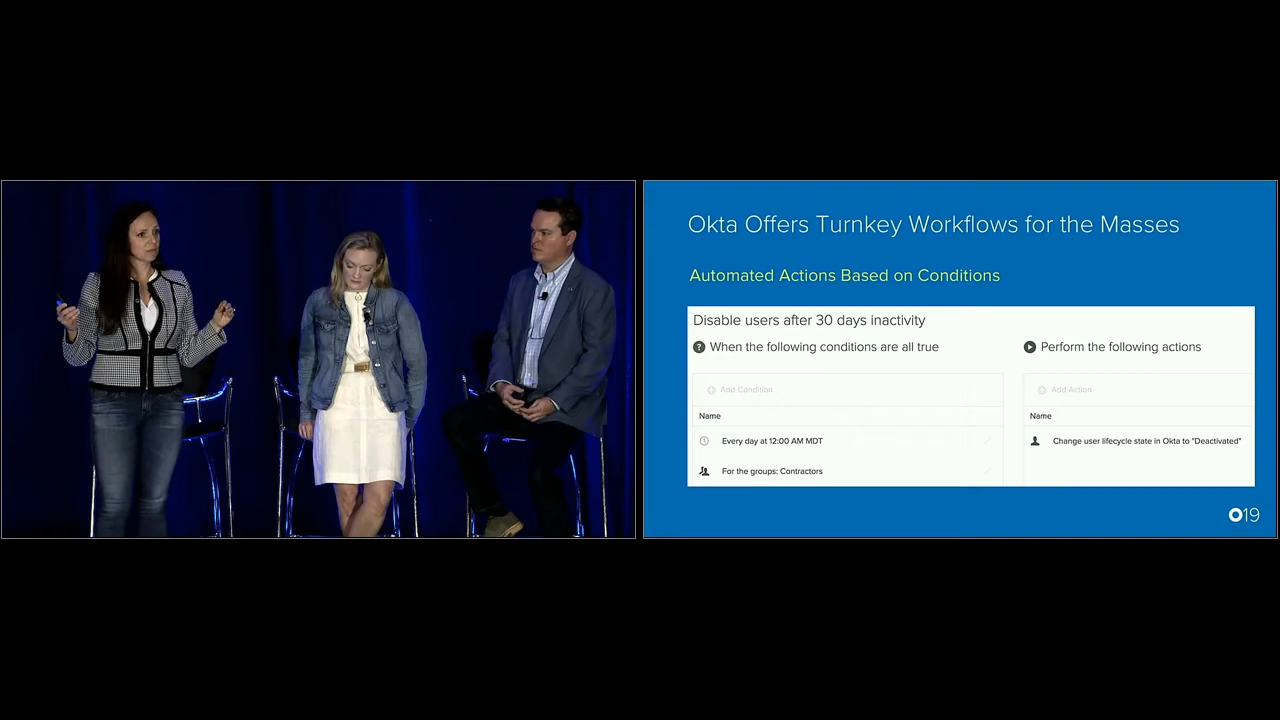 Okta Offers Turnkey Workflows for the Masses
Automated Actions Based on Conditions
Disable users after 30 days inactivity
When the following conditions are all true
Perform the following actions
Add Condition
Add Action
Name
Name
Every day at 12:00 AM MDT
Change user lifecycle state in Okta to "Deactivated"
For the groups: Contractors
O19